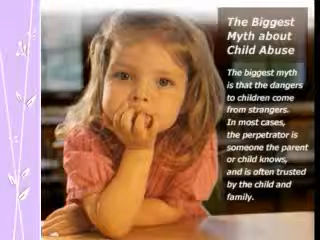 The Biggest
Myth about
Child Abuse
The biggest myth
is that the dangers
to children come
from strangers.
In most cases,
the perpetrator is
someone the parent
or child knows,
and is often trusted
by the child and
family.